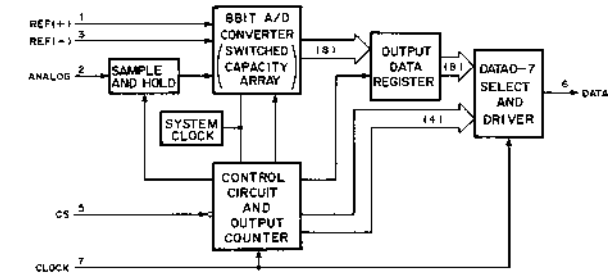 REF(+) 1
REF(-) 3
ANALOG 2
SAMPLE
AND HOLD
8BIT A/D
CONVERTER
(SWITCHED
CAPACITY
ARRAY)
(8)
OUTPUT
DATA
REGISTER
(8)
DATA0-7
SELECT
AND
DRIVER
6
DATA
SYSTEM
CLOCK
(4)
CONTROL
CIRCUIT
AND
OUTPUT
COUNTER
CS 5
CLOCK 7